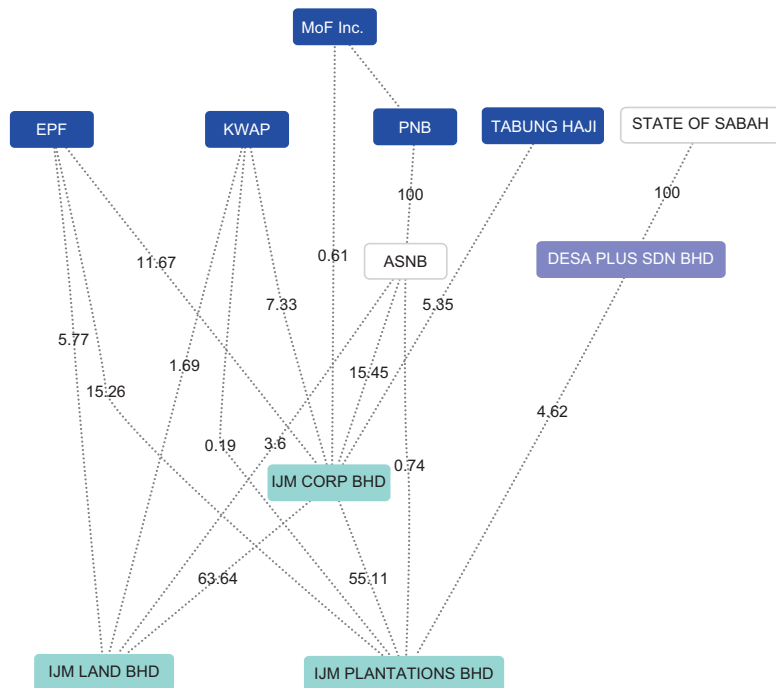 MoF Inc.
EPF
KWAP
PNB
TABUNG HAJI
STATE OF SABAH
100
100
0.61
ASNB
DESA PLUS SDN BHD
11.67
7.33
5.35
5.77
1.69
15.45
15.26
4.62
0.19
3.6
0.74
IJM CORP BHD
63.64
55.11
IJM LAND BHD
IJM PLANTATIONS BHD